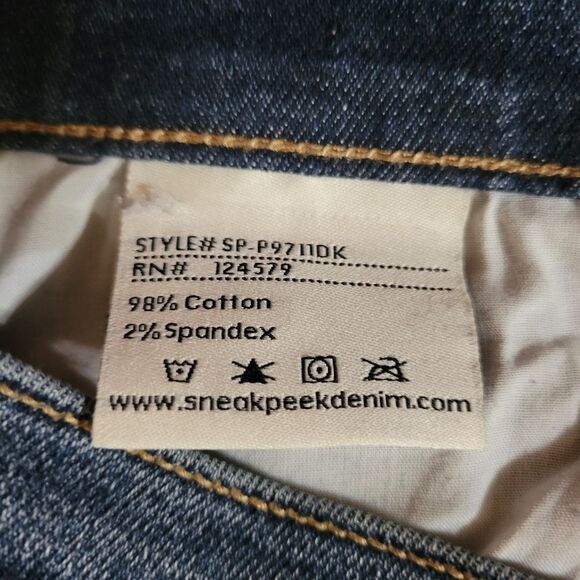 STYLE# SP-P9711DK
RN# 124579
98% Cotton
2% Spandex
www.sneakpeekdenim.com